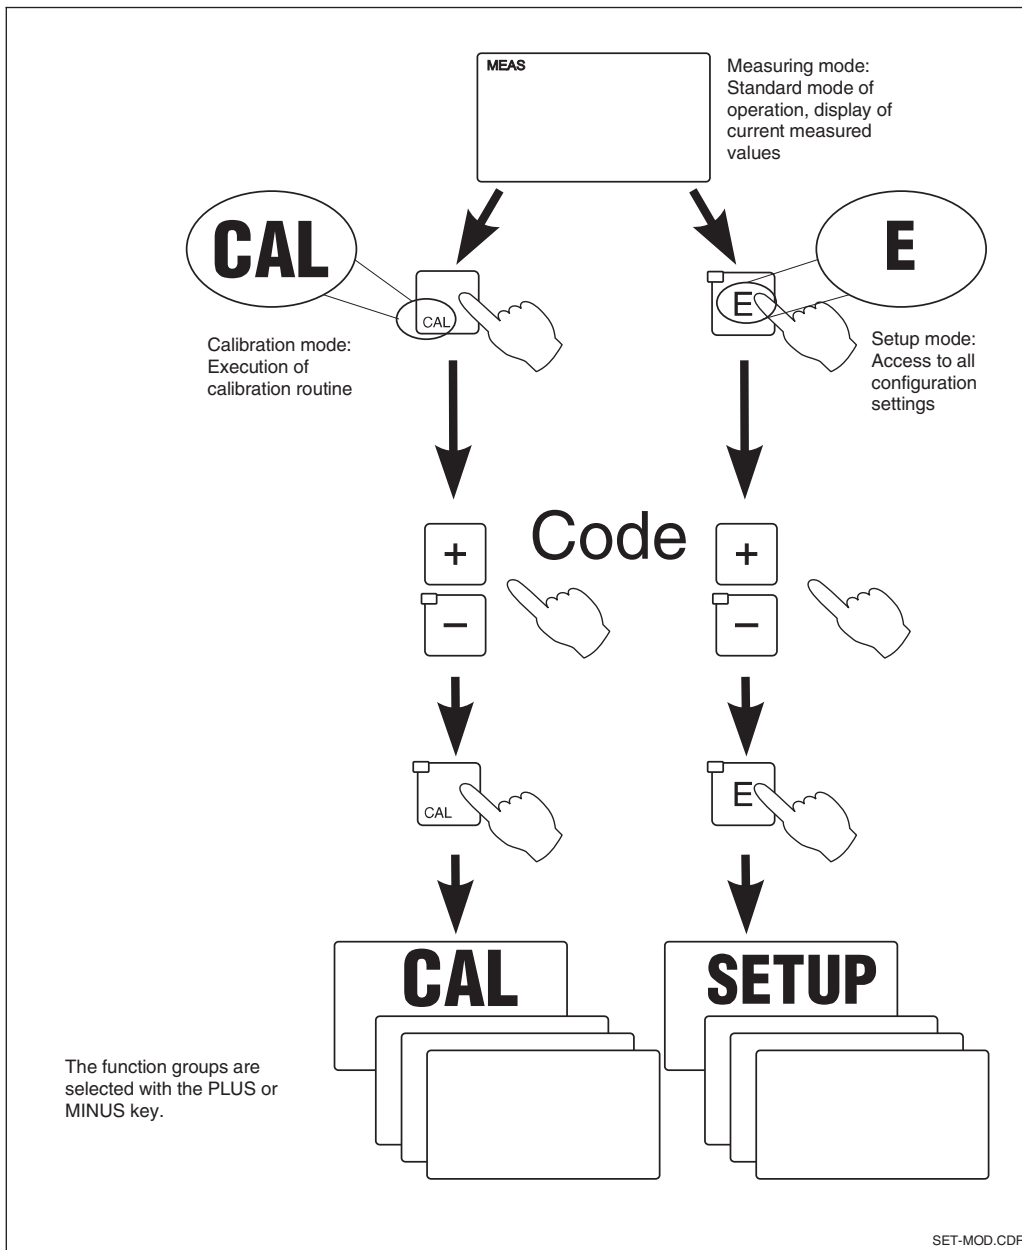 MEAS
Measuring mode:
Standard mode of
operation, display of
current measured
values
CAL
E
CAL
E
Calibration mode:
Execution of
calibration routine
Setup mode:
Access to all
configuration
settings
+
Code
+
–
–
CAL
E
CAL
SETUP
The function groups are
selected with the PLUS or
MINUS key.
SET-MOD.CDR